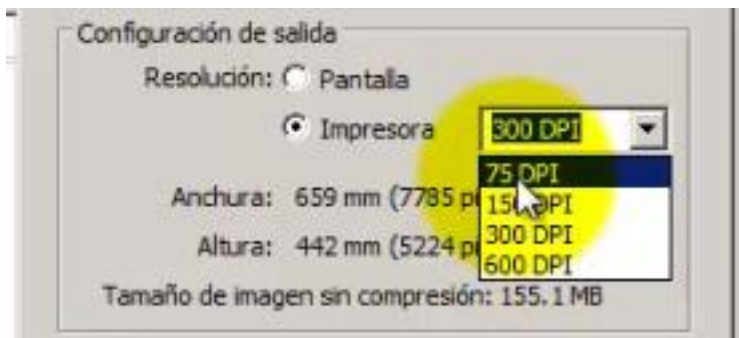 Configuración de salida
Resolución: Pantalla
Impresora 300 DPI
75 DPI
Anchura: 659 mm (7785 p
150 DPI
300 DPI
Altura: 442 mm (5224 p
600 DPI
Tamaño de imagen sin compresión: 155.1 MB